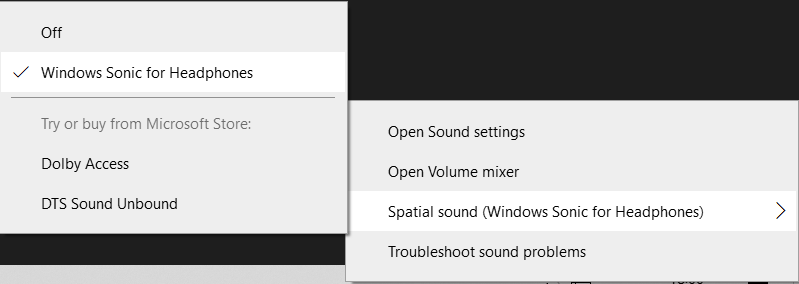 Off
Windows Sonic for Headphones
Try or buy from Microsoft Store:
Dolby Access
DTS Sound Unbound
Open Sound settings
Open Volume mixer
Spatial sound (Windows Sonic for Headphones)
Troubleshoot sound problems